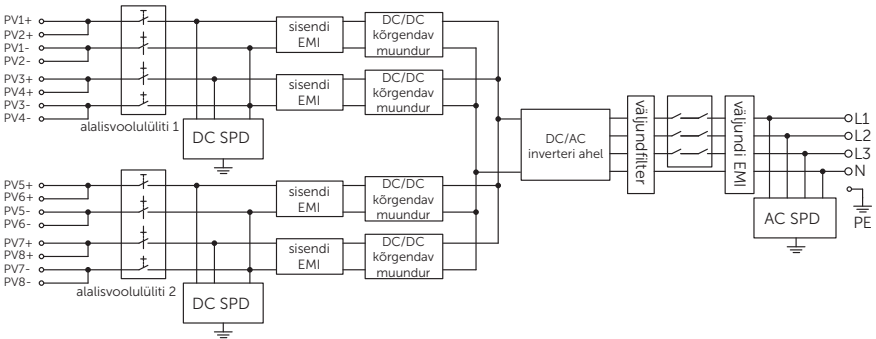 PV1+
PV2+
PV1-
PV2-
PV3+
PV4+
PV3-
PV4-
alalisvoolulüliti 1
DC SPD
sisendi
EMI
DC/DC
kõrgendav
muundur
sisendi
EMI
DC/DC
kõrgendav
muundur
PV5+
PV6+
PV5-
PV6-
PV7+
PV8+
PV7-
PV8-
alalisvoolulüliti 2
DC SPD
sisendi
EMI
DC/DC
kõrgendav
muundur
sisendi
EMI
DC/DC
kõrgendav
muundur
DC/AC
inverteri ahel
väljundfilter
väljundi EMI
L1
L2
L3
N
AC SPD
PE